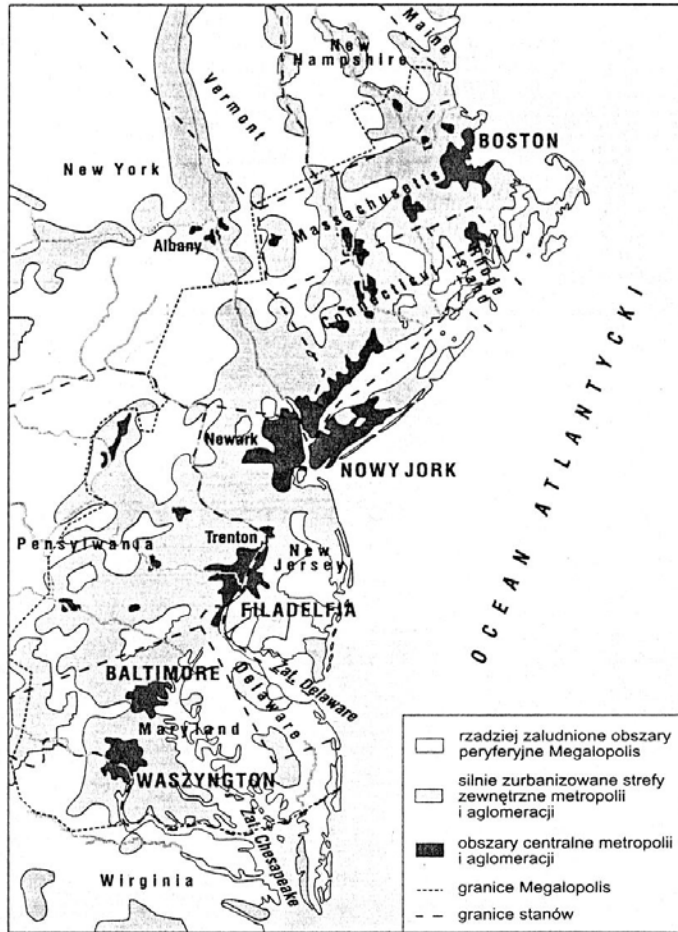 Maine
New
Hampshire
Vermont
New York
BOSTON
Massachusetts
Albany
Rhode
Island
Connecticut
Newark
NOWY JORK
OCEAN ATLANTYCKI
Trenton
New
Jersey
Pensylwania
FILADELFIA
BALTIMORE
Delaware
Zat. Delaware
Maryland
WASZYNGTON
Zat. Chesapeake
Wirginia
rzadziej zaludnione obszary
peryferyjne Megalopolis
silnie zurbanizowane strefy
zewnętrzne metropolii
i aglomeracji
obszary centralne metropolii
i aglomeracji
granice Megalopolis
granice stanów